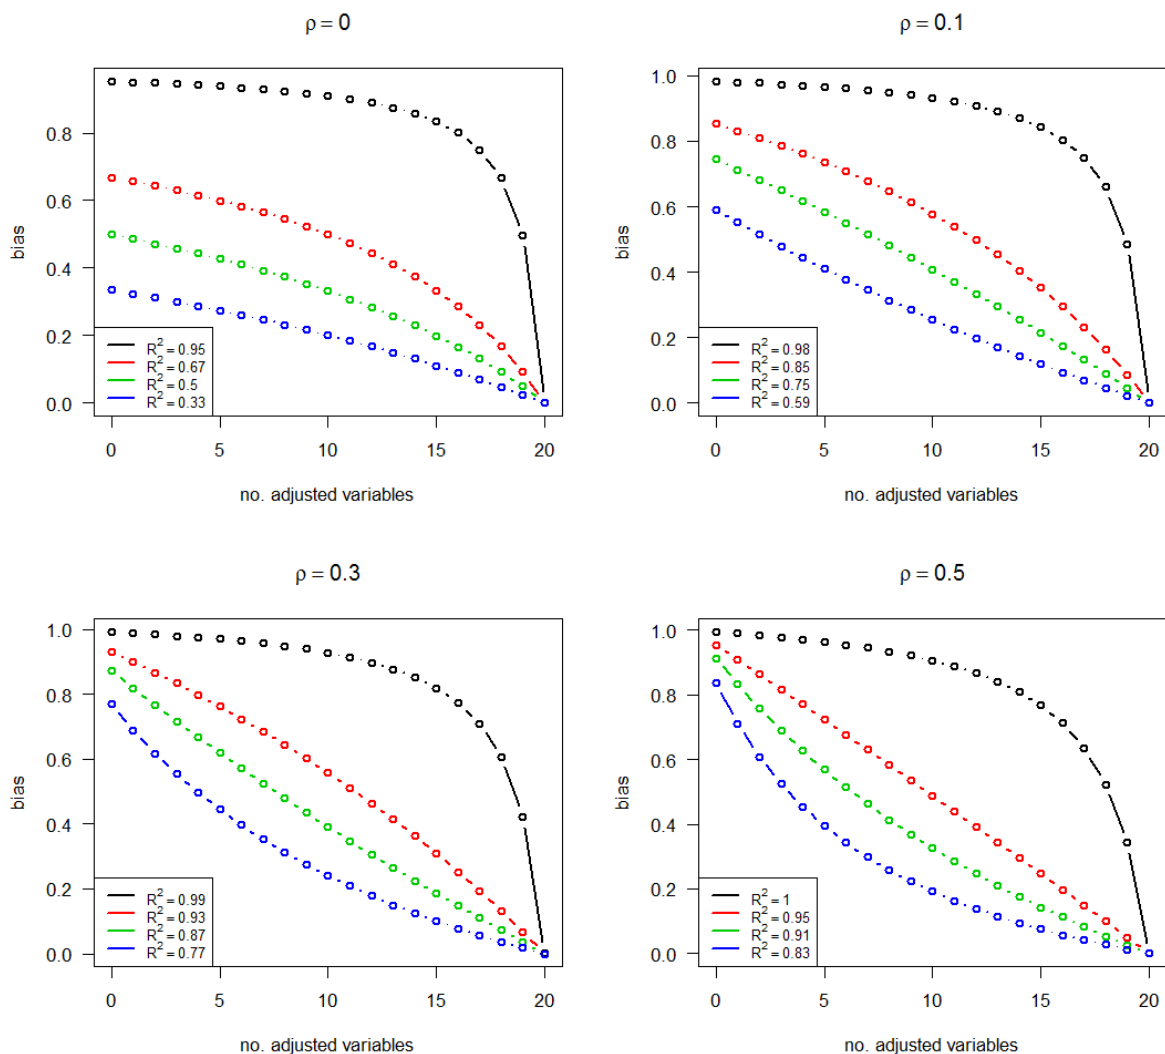 ρ = 0
bias
0.8
0.6
0.4
0.2
0.0
R² = 0.95
R² = 0.67
R² = 0.5
R² = 0.33
0 5 10 15 20
no. adjusted variables
ρ = 0.1
bias
1.0
0.8
0.6
0.4
0.2
0.0
R² = 0.98
R² = 0.85
R² = 0.75
R² = 0.59
0 5 10 15 20
no. adjusted variables
ρ = 0.3
bias
1.0
0.8
0.6
0.4
0.2
0.0
R² = 0.99
R² = 0.93
R² = 0.87
R² = 0.77
0 5 10 15 20
no. adjusted variables
ρ = 0.5
bias
1.0
0.8
0.6
0.4
0.2
0.0
R² = 1
R² = 0.95
R² = 0.91
R² = 0.83
0 5 10 15 20
no. adjusted variables